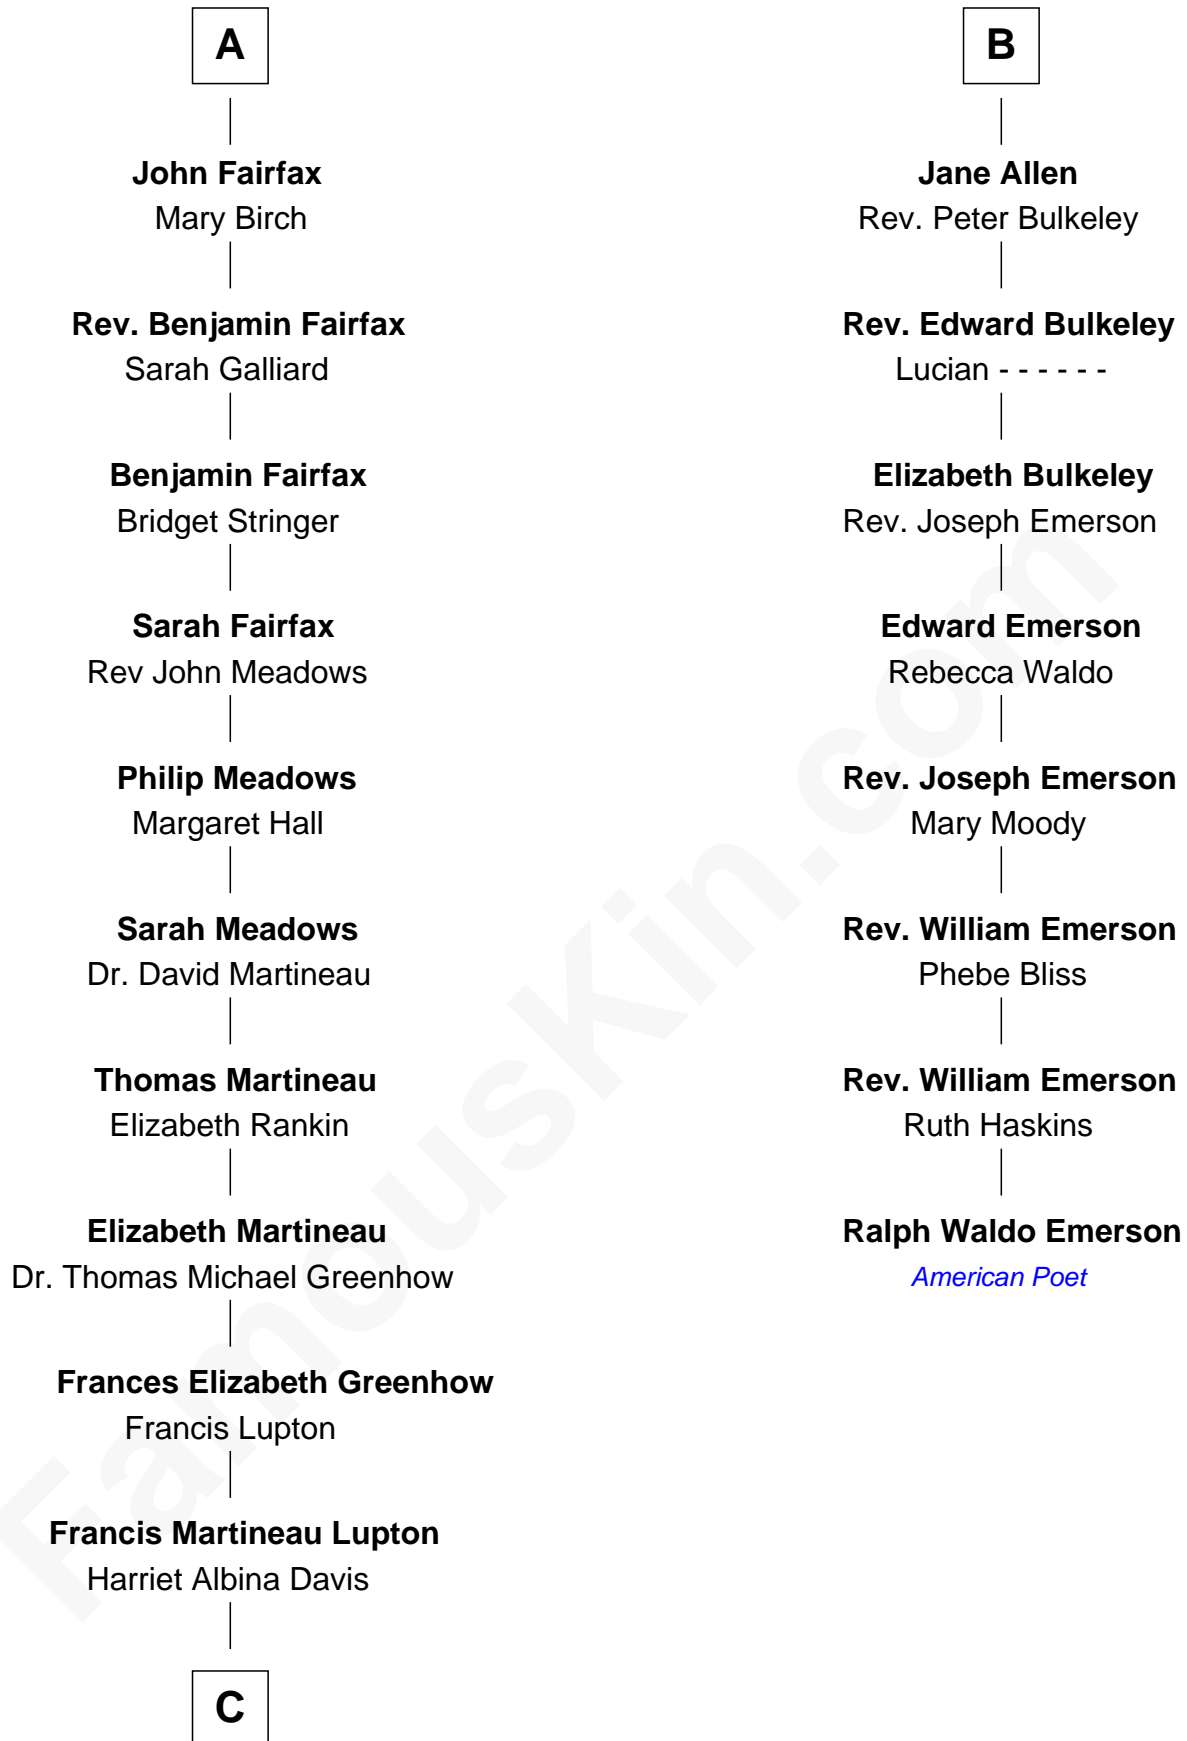 A
John Fairfax
Mary Birch
Rev. Benjamin Fairfax
Sarah Galliard
Benjamin Fairfax
Bridget Stringer
Sarah Fairfax
Rev John Meadows
Philip Meadows
Margaret Hall
Sarah Meadows
Dr. David Martineau
Thomas Martineau
Elizabeth Rankin
Elizabeth Martineau
Dr. Thomas Michael Greenhow
Frances Elizabeth Greenhow
Francis Lupton
Francis Martineau Lupton
Harriet Albina Davis
C
B
Jane Allen
Rev. Peter Bulkeley
Rev. Edward Bulkeley
Lucian - - - - - -
Elizabeth Bulkeley
Rev. Joseph Emerson
Edward Emerson
Rebecca Waldo
Rev. Joseph Emerson
Mary Moody
Rev. William Emerson
Phebe Bliss
Rev. William Emerson
Ruth Haskins
Ralph Waldo Emerson
American Poet
FamousKin.com